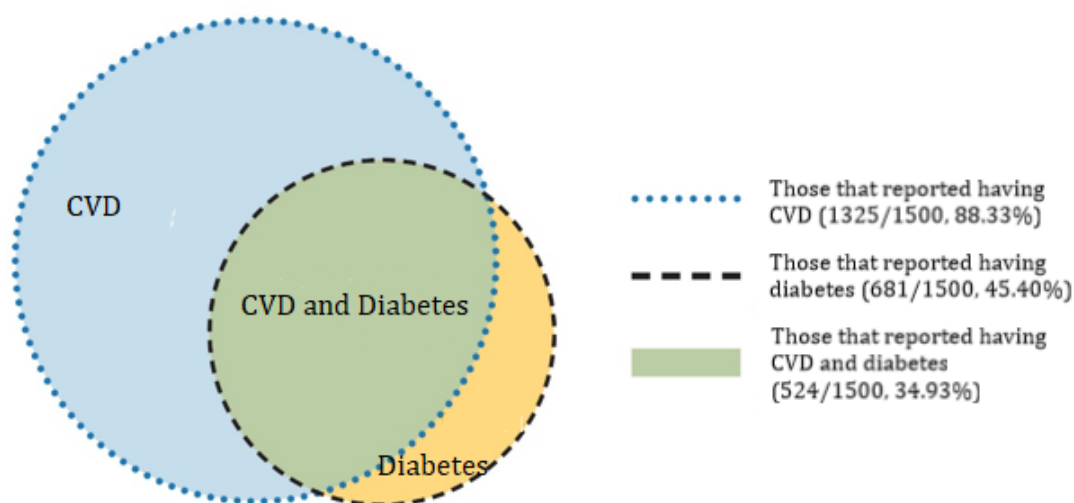 CVD
CVD and Diabetes
Diabetes
Those that reported having
CVD (1325/1500, 88.33%)
Those that reported having
diabetes (681/1500, 45.40%)
Those that reported having
CVD and diabetes
(524/1500, 34.93%)